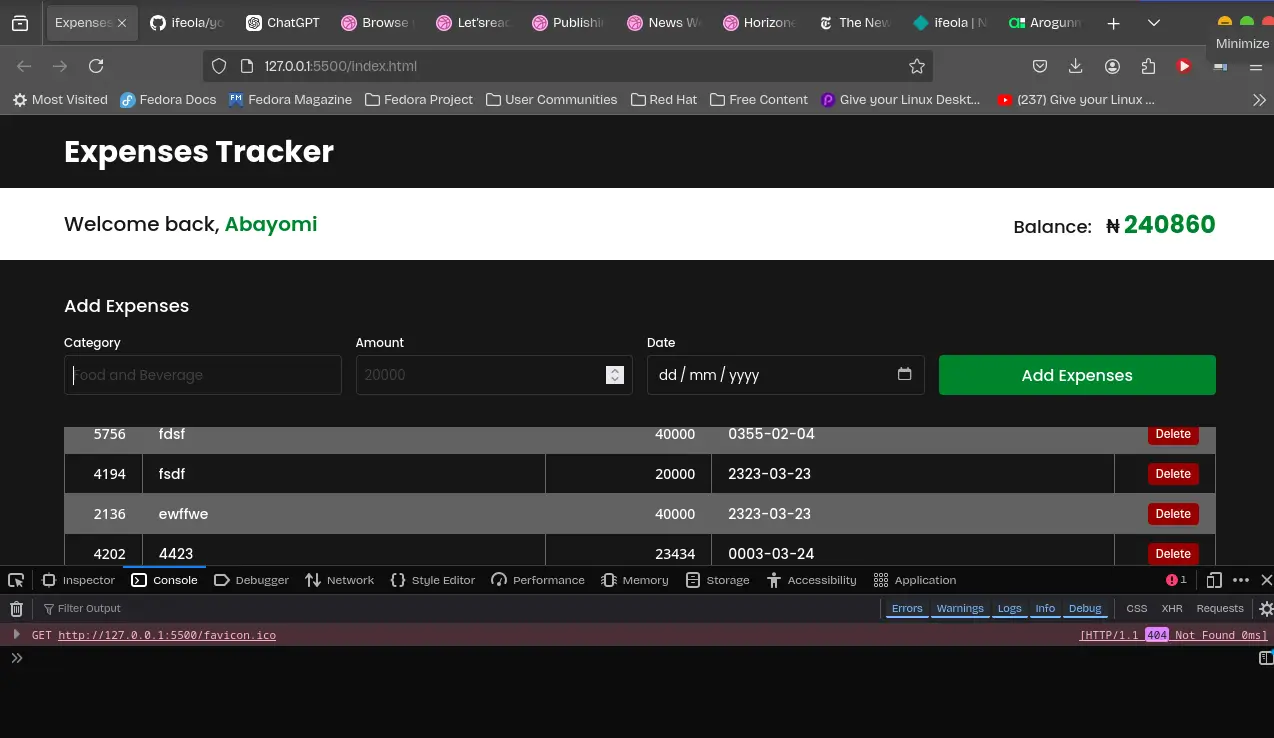 Expenses ifeola/yo ChatGPT Browse Let'sread Publishi News We Horizone The New ifeola | N Arogunn
Minimize
127.0.0.1:5500/index.html
Most Visited Fedora Docs Fedora Magazine Fedora Project User Communities Red Hat Free Content Give your Linux Deskt... (237) Give your Linux ...
Expenses Tracker
Welcome back, Abayomi
Balance: ₦ 240860
Add Expenses
Category Amount Date
Food and Beverage 20000 dd / mm / yyyy Add Expenses
5756 fdsf 40000 0355-02-04 Delete
4194 fsdf 20000 2323-03-23 Delete
2136 ewffwe 40000 2323-03-23 Delete
4202 4423 23434 0003-03-24 Delete
Inspector Console Debugger Network Style Editor Performance Memory Storage Accessibility Application 1
Filter Output Errors Warnings Logs Info Debug CSS XHR Requests
GET http://127.0.0.1:5500/favicon.ico [HTTP/1.1 404 Not Found 0ms]